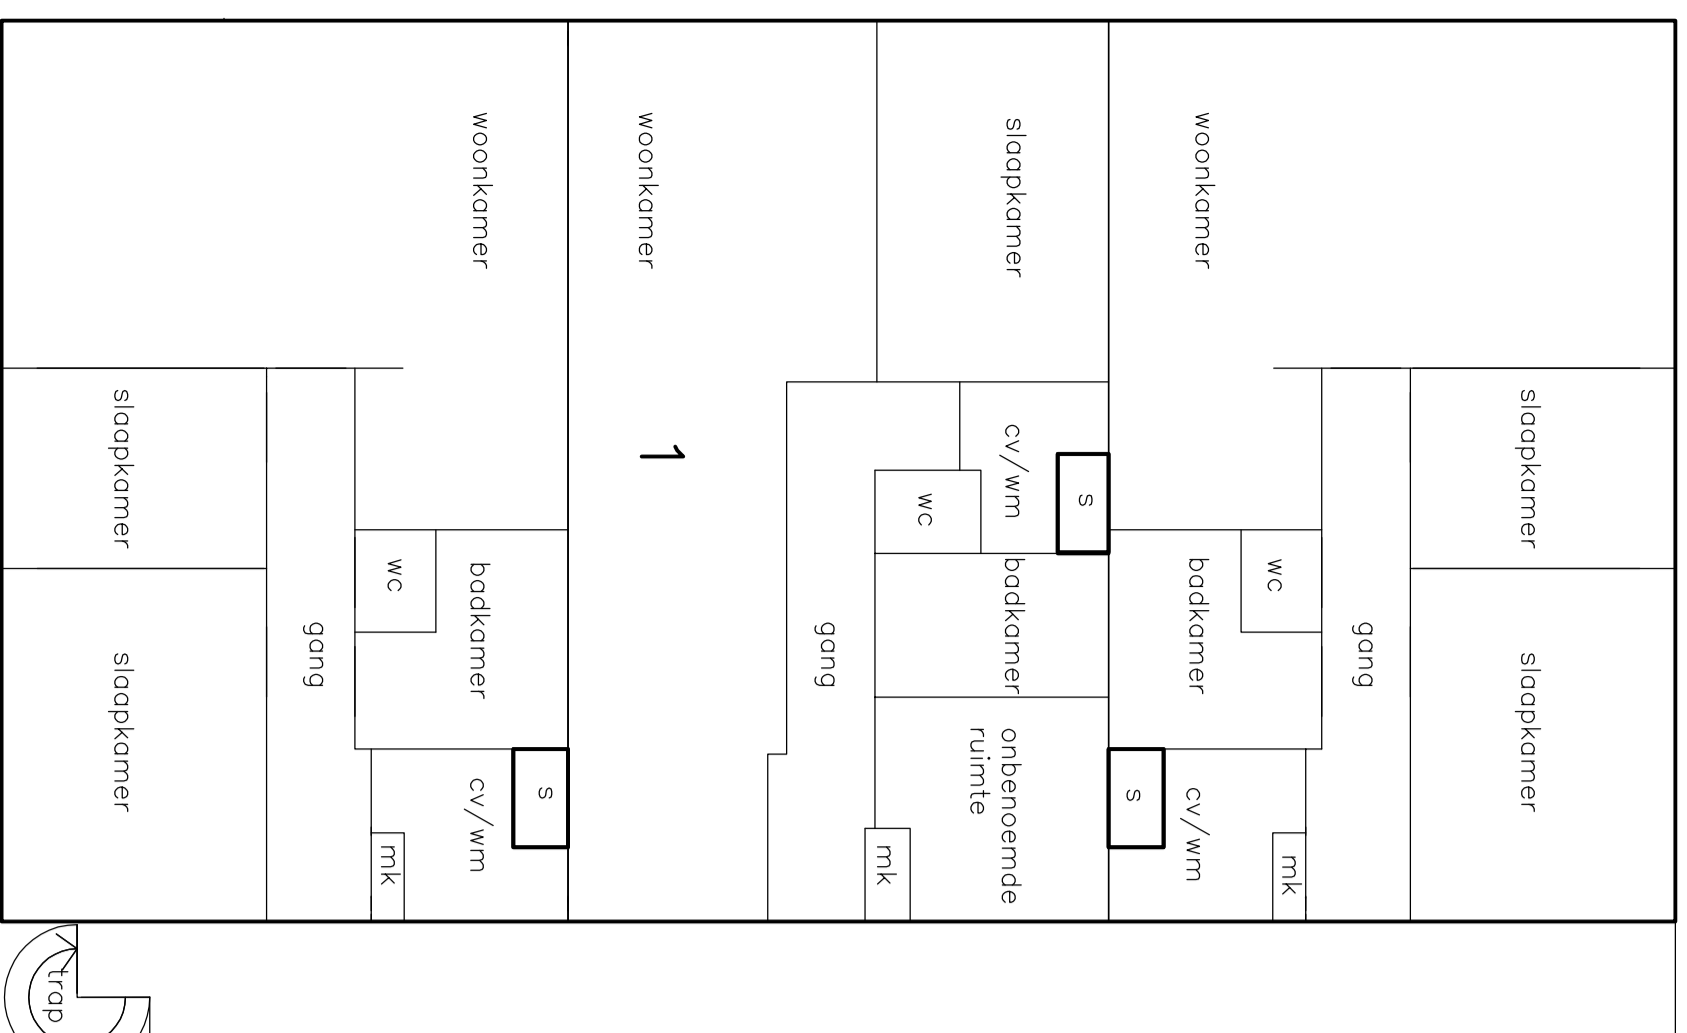 woonkamer
woonkamer
slaapkamer
woonkamer
slaapkamer
1
cv/wm
s
slaapkamer
wc
wc
badkamer
badkamer
badkamer
wc
gang
gang
gang
slaapkamer
onbenoemde
ruimte
slaapkamer
cv/wm
s
s
cv/wm
mk
mk
mk
trap